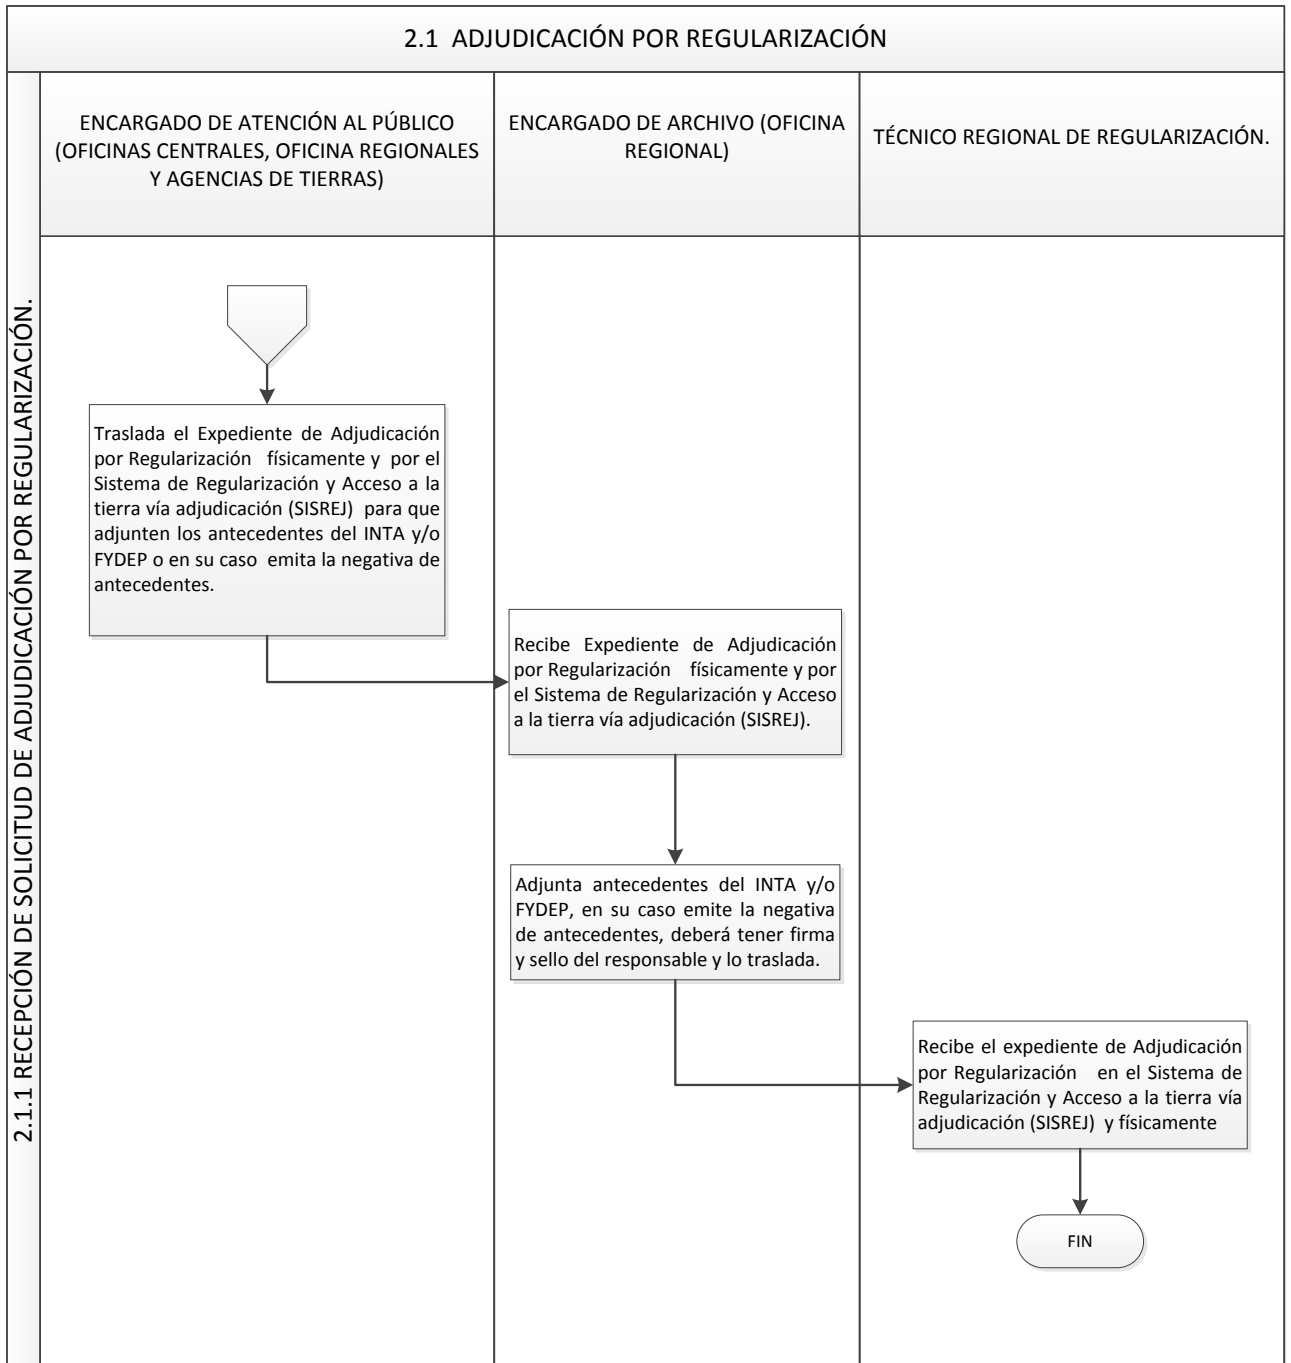 2.1 ADJUDICACIÓN POR REGULARIZACIÓN
2.1.1 RECEPCIÓN DE SOLICITUD DE ADJUDICACIÓN POR REGULARIZACIÓN.
ENCARGADO DE ATENCIÓN AL PÚBLICO
(OFICINAS CENTRALES, OFICINA REGIONALES
Y AGENCIAS DE TIERRAS)
ENCARGADO DE ARCHIVO (OFICINA
REGIONAL)
TÉCNICO REGIONAL DE REGULARIZACIÓN.
Traslada el Expediente de Adjudicación
por Regularización físicamente y por el
Sistema de Regularización y Acceso a la
tierra vía adjudicación (SISREJ) para que
adjunten los antecedentes del INTA y/o
FYDEP o en su caso emita la negativa de
antecedentes.
Recibe Expediente de Adjudicación
por Regularización físicamente y por
el Sistema de Regularización y Acceso
a la tierra vía adjudicación (SISREJ).
Adjunta antecedentes del INTA y/o
FYDEP, en su caso emite la negativa
de antecedentes, deberá tener firma
y sello del responsable y lo traslada.
Recibe el expediente de Adjudicación
por Regularización en el Sistema de
Regularización y Acceso a la tierra vía
adjudicación (SISREJ) y físicamente
FIN